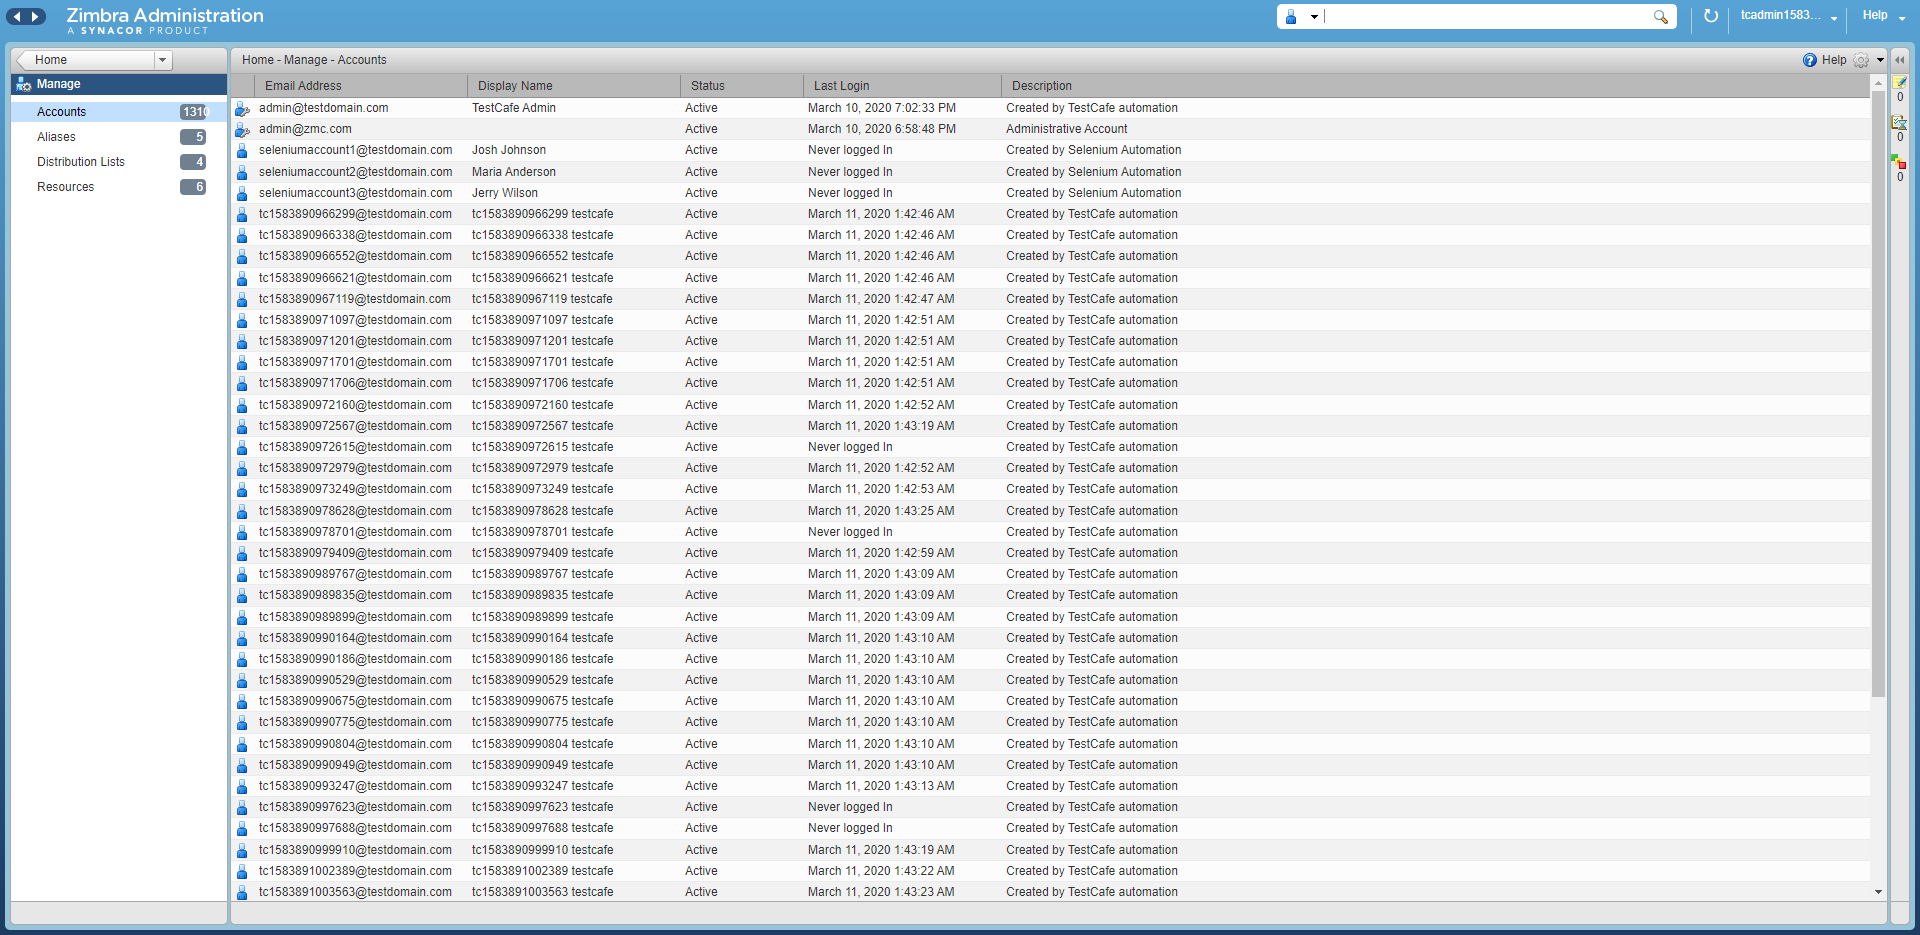 Zimbra Administration
A SYNACOR PRODUCT
tcadmin1583...
Help
Home
Home - Manage - Accounts
Help
Manage
Accounts 1310
Aliases 5
Distribution Lists 4
Resources 6
0
0
0
Email Address Display Name Status Last Login Description
admin@testdomain.com TestCafe Admin Active March 10, 2020 7:02:33 PM Created by TestCafe automation
admin@zmc.com Active March 10, 2020 6:58:48 PM Administrative Account
seleniumaccount1@testdomain.com Josh Johnson Active Never logged In Created by Selenium Automation
seleniumaccount2@testdomain.com Maria Anderson Active Never logged In Created by Selenium Automation
seleniumaccount3@testdomain.com Jerry Wilson Active Never logged In Created by Selenium Automation
tc1583890966299@testdomain.com tc1583890966299 testcafe Active March 11, 2020 1:42:46 AM Created by TestCafe automation
tc1583890966338@testdomain.com tc1583890966338 testcafe Active March 11, 2020 1:42:46 AM Created by TestCafe automation
tc1583890966552@testdomain.com tc1583890966552 testcafe Active March 11, 2020 1:42:46 AM Created by TestCafe automation
tc1583890966621@testdomain.com tc1583890966621 testcafe Active March 11, 2020 1:42:46 AM Created by TestCafe automation
tc1583890967119@testdomain.com tc1583890967119 testcafe Active March 11, 2020 1:42:47 AM Created by TestCafe automation
tc1583890971097@testdomain.com tc1583890971097 testcafe Active March 11, 2020 1:42:51 AM Created by TestCafe automation
tc1583890971201@testdomain.com tc1583890971201 testcafe Active March 11, 2020 1:42:51 AM Created by TestCafe automation
tc1583890971701@testdomain.com tc1583890971701 testcafe Active March 11, 2020 1:42:51 AM Created by TestCafe automation
tc1583890971706@testdomain.com tc1583890971706 testcafe Active March 11, 2020 1:42:51 AM Created by TestCafe automation
tc1583890972160@testdomain.com tc1583890972160 testcafe Active March 11, 2020 1:42:52 AM Created by TestCafe automation
tc1583890972567@testdomain.com tc1583890972567 testcafe Active March 11, 2020 1:43:19 AM Created by TestCafe automation
tc1583890972615@testdomain.com tc1583890972615 testcafe Active Never logged In Created by TestCafe automation
tc1583890972979@testdomain.com tc1583890972979 testcafe Active March 11, 2020 1:42:52 AM Created by TestCafe automation
tc1583890973249@testdomain.com tc1583890973249 testcafe Active March 11, 2020 1:42:53 AM Created by TestCafe automation
tc1583890978628@testdomain.com tc1583890978628 testcafe Active March 11, 2020 1:43:25 AM Created by TestCafe automation
tc1583890978701@testdomain.com tc1583890978701 testcafe Active Never logged In Created by TestCafe automation
tc1583890979409@testdomain.com tc1583890979409 testcafe Active March 11, 2020 1:42:59 AM Created by TestCafe automation
tc1583890989767@testdomain.com tc1583890989767 testcafe Active March 11, 2020 1:43:09 AM Created by TestCafe automation
tc1583890989835@testdomain.com tc1583890989835 testcafe Active March 11, 2020 1:43:09 AM Created by TestCafe automation
tc1583890989899@testdomain.com tc1583890989899 testcafe Active March 11, 2020 1:43:09 AM Created by TestCafe automation
tc1583890990164@testdomain.com tc1583890990164 testcafe Active March 11, 2020 1:43:10 AM Created by TestCafe automation
tc1583890990186@testdomain.com tc1583890990186 testcafe Active March 11, 2020 1:43:10 AM Created by TestCafe automation
tc1583890990529@testdomain.com tc1583890990529 testcafe Active March 11, 2020 1:43:10 AM Created by TestCafe automation
tc1583890990675@testdomain.com tc1583890990675 testcafe Active March 11, 2020 1:43:10 AM Created by TestCafe automation
tc1583890990775@testdomain.com tc1583890990775 testcafe Active March 11, 2020 1:43:10 AM Created by TestCafe automation
tc1583890990804@testdomain.com tc1583890990804 testcafe Active March 11, 2020 1:43:10 AM Created by TestCafe automation
tc1583890990949@testdomain.com tc1583890990949 testcafe Active March 11, 2020 1:43:10 AM Created by TestCafe automation
tc1583890993247@testdomain.com tc1583890993247 testcafe Active March 11, 2020 1:43:13 AM Created by TestCafe automation
tc1583890997623@testdomain.com tc1583890997623 testcafe Active Never logged In Created by TestCafe automation
tc1583890997688@testdomain.com tc1583890997688 testcafe Active Never logged In Created by TestCafe automation
tc1583890999910@testdomain.com tc1583890999910 testcafe Active March 11, 2020 1:43:19 AM Created by TestCafe automation
tc1583891002389@testdomain.com tc1583891002389 testcafe Active March 11, 2020 1:43:22 AM Created by TestCafe automation
tc1583891003563@testdomain.com tc1583891003563 testcafe Active March 11, 2020 1:43:23 AM Created by TestCafe automation